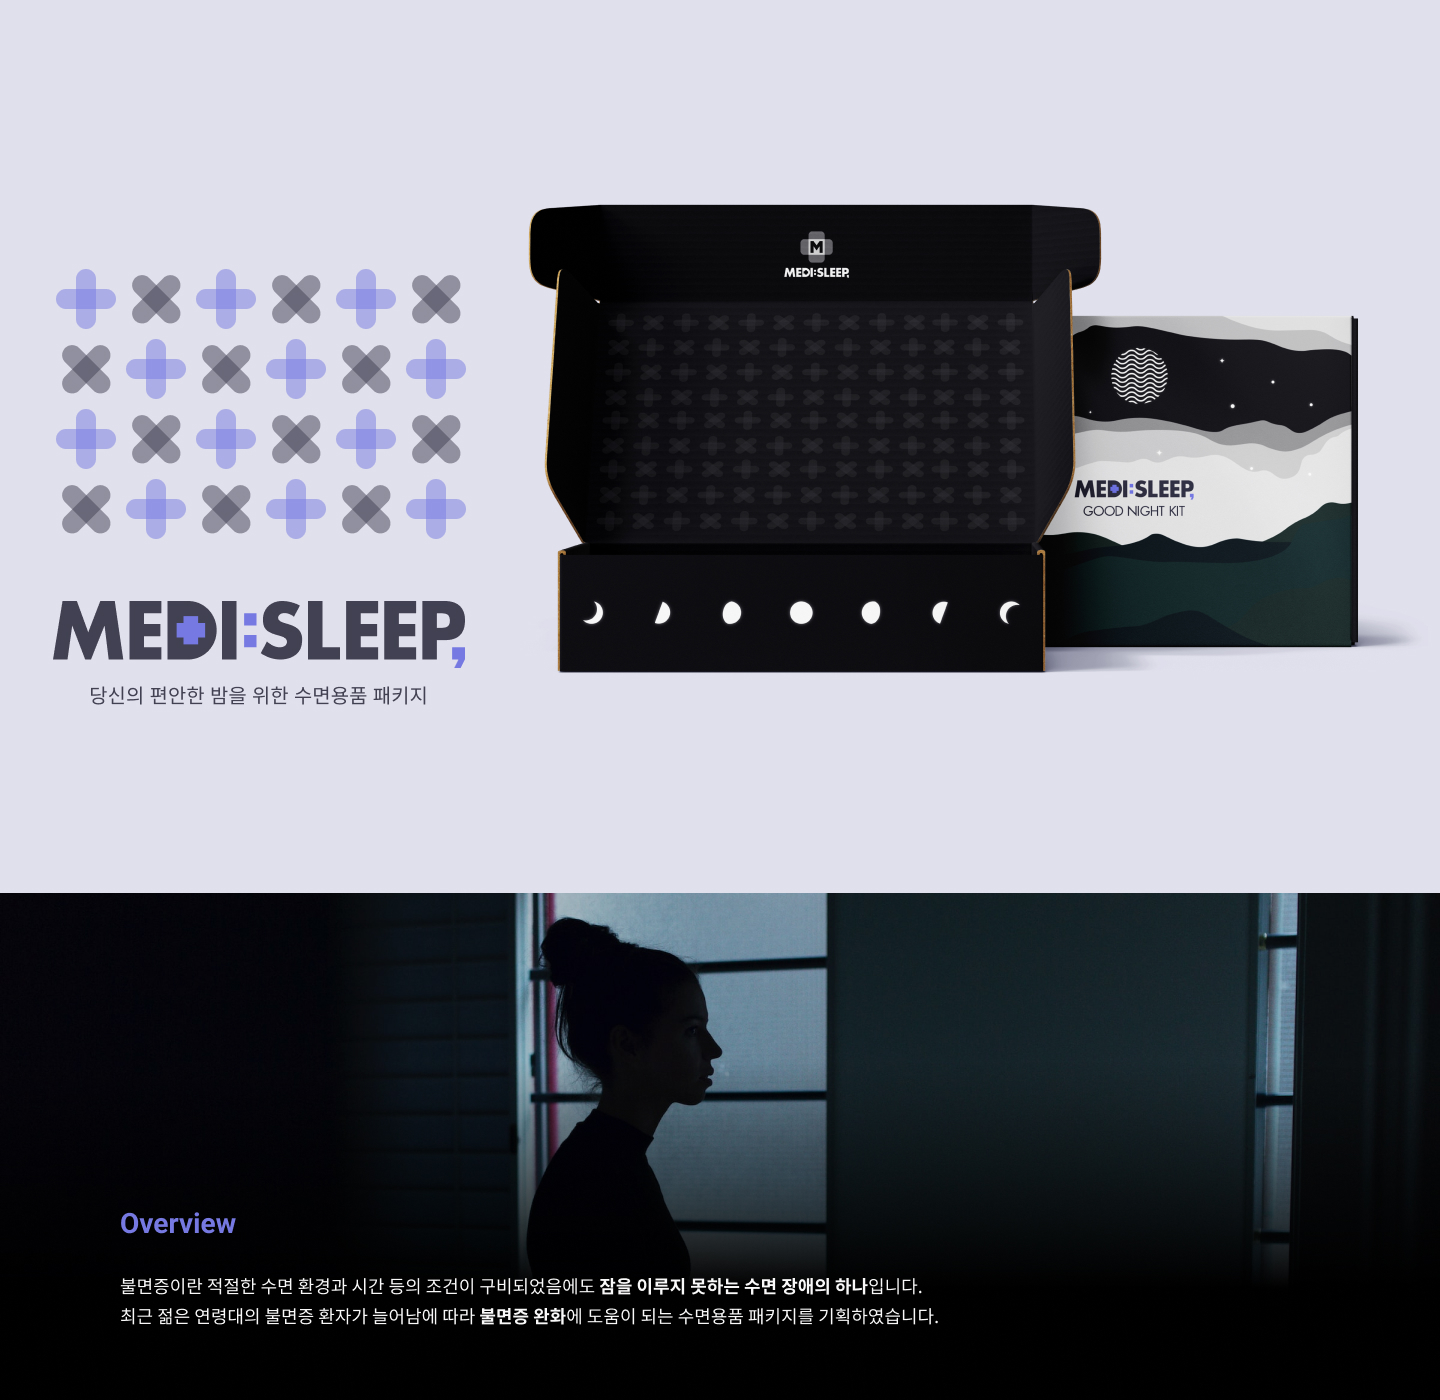 M
MEDI:SLEEP,
MEDI:SLEEP,
GOOD NIGHT KIT
MEDI:SLEEP,
당신의 편안한 밤을 위한 수면용품 패키지
Overview
불면증이란 적절한 수면 환경과 시간 등의 조건이 구비되었음에도 잠을 이루지 못하는 수면 장애의 하나입니다.
최근 젊은 연령대의 불면증 환자가 늘어남에 따라 불면증 완화에 도움이 되는 수면용품 패키지를 기획하였습니다.